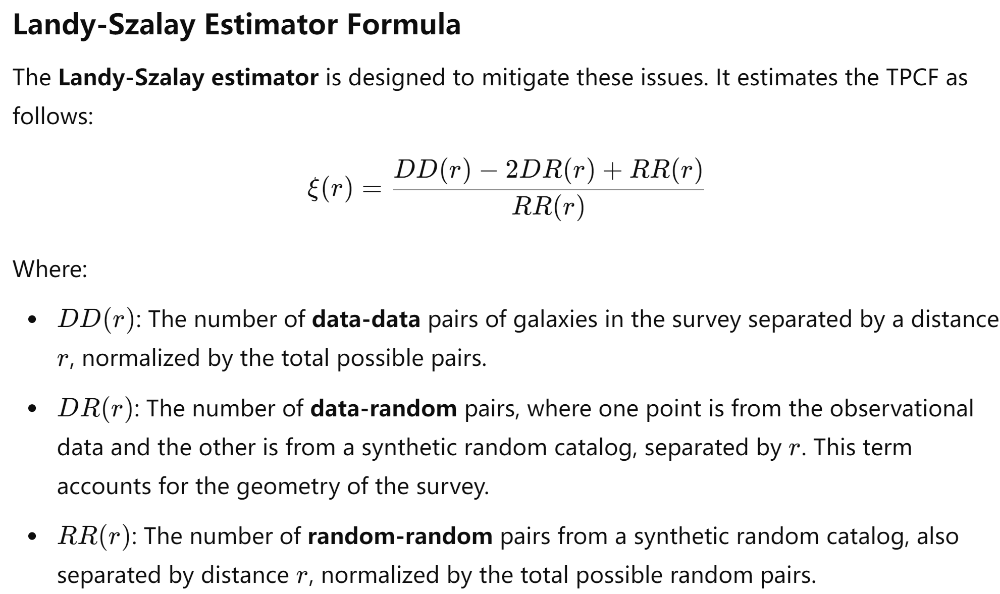 Landy-Szalay Estimator Formula
The Landy-Szalay estimator is designed to mitigate these issues. It estimates the TPCF as
follows:
ξ(r) = \frac{DD(r) − 2DR(r) + RR(r)}{RR(r)}
Where:
• DD(r): The number of data-data pairs of galaxies in the survey separated by a distance
r, normalized by the total possible pairs.
• DR(r): The number of data-random pairs, where one point is from the observational
data and the other is from a synthetic random catalog, separated by r. This term
accounts for the geometry of the survey.
• RR(r): The number of random-random pairs from a synthetic random catalog, also
separated by distance r, normalized by the total possible random pairs.